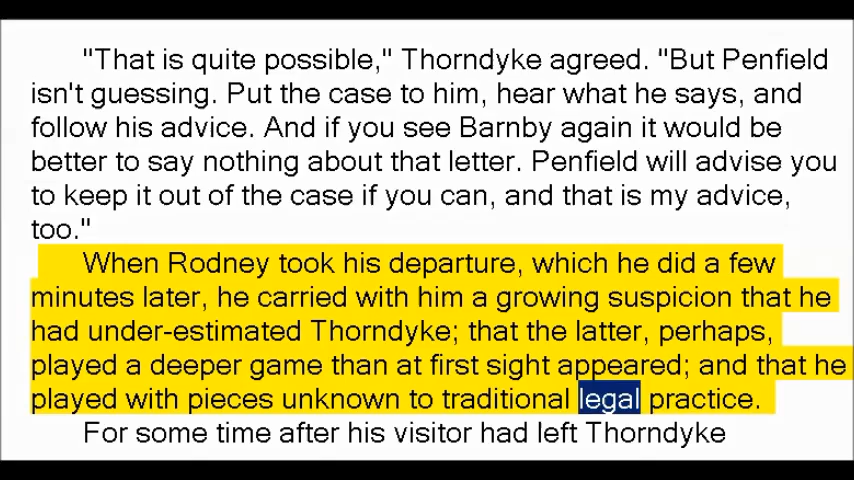 "That is quite possible," Thorndyke agreed. "But Penfield
isn't guessing. Put the case to him, hear what he says, and
follow his advice. And if you see Barnby again it would be
better to say nothing about that letter. Penfield will advise you
to keep it out of the case if you can, and that is my advice,
too."
When Rodney took his departure, which he did a few
minutes later, he carried with him a growing suspicion that he
had under-estimated Thorndyke; that the latter, perhaps,
played a deeper game than at first sight appeared; and that he
played with pieces unknown to traditional legal practice.
For some time after his visitor had left Thorndyke